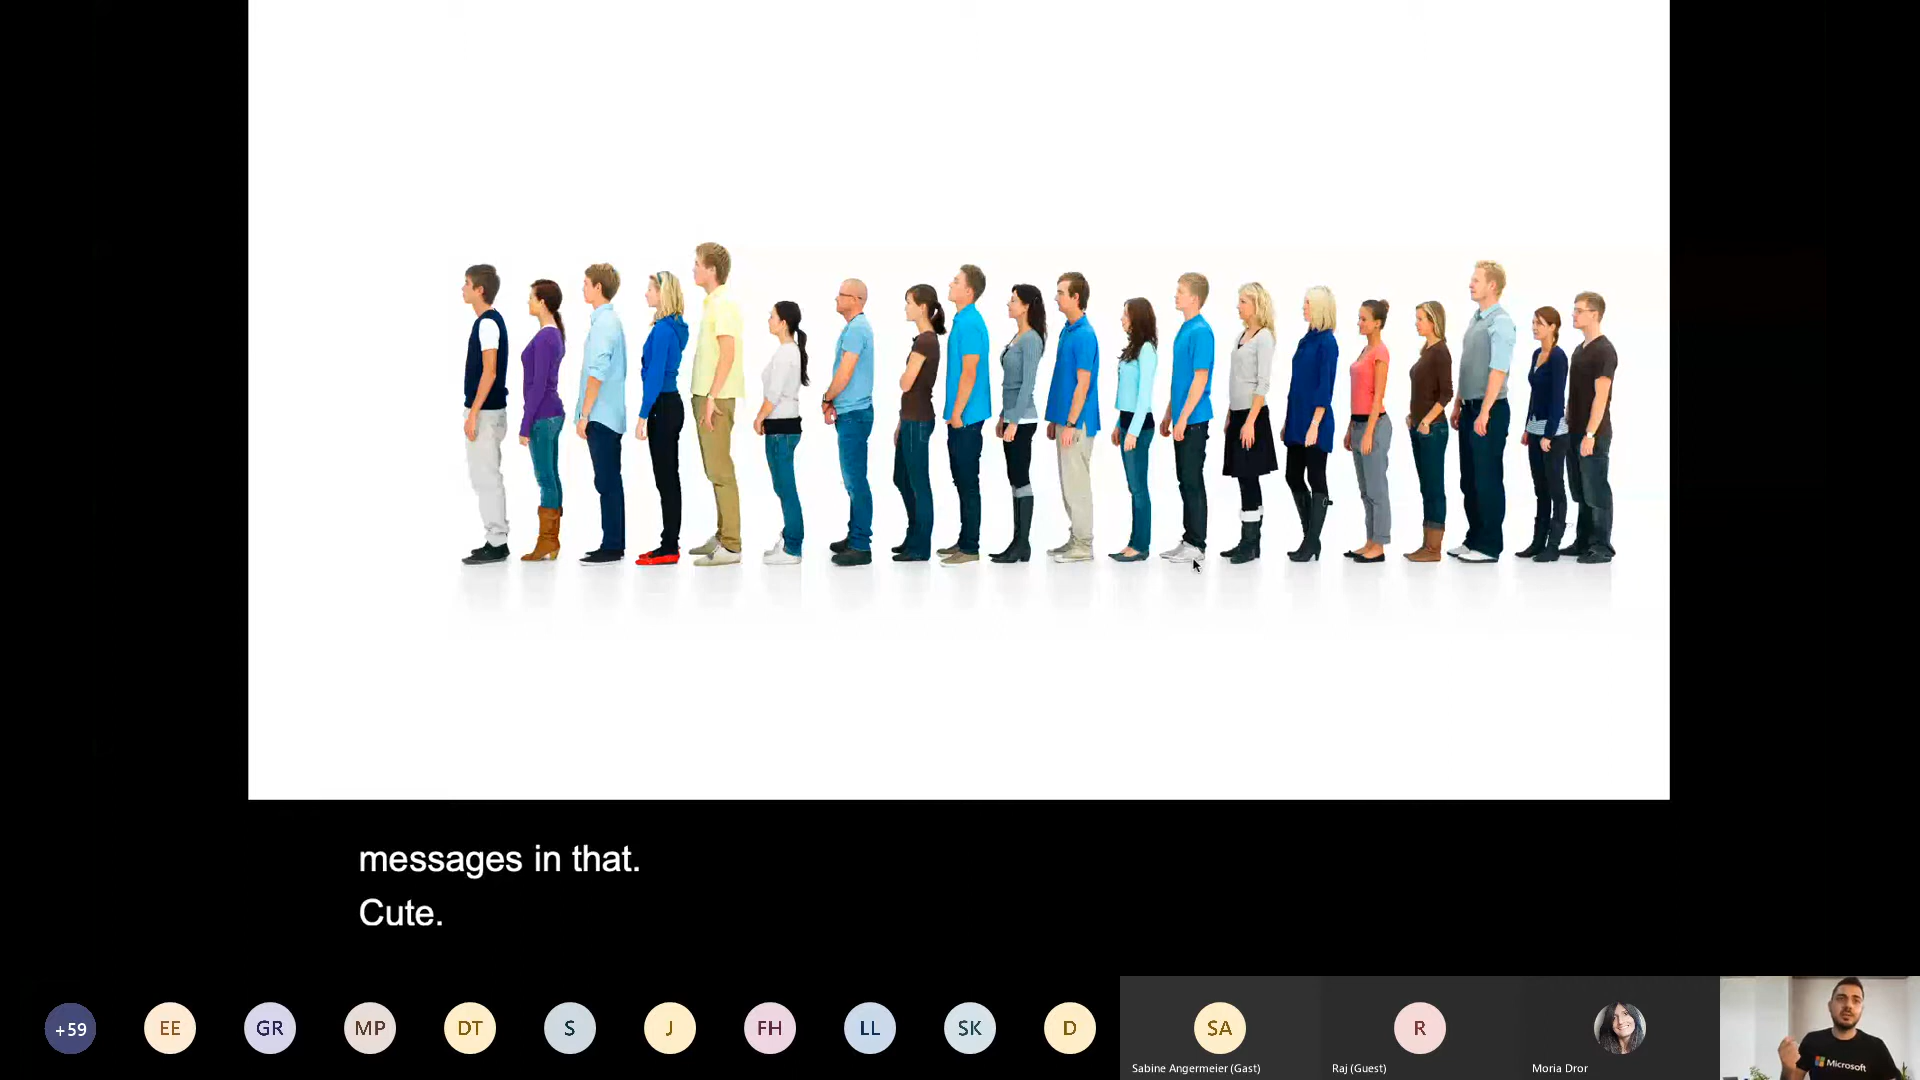 messages in that.
Cute.
+59
EE
GR
MP
DT
S
J
FH
LL
SK
D
SA
R
Sabine Angermeier (Gast)
Raj (Guest)
Moria Dror
Microsoft